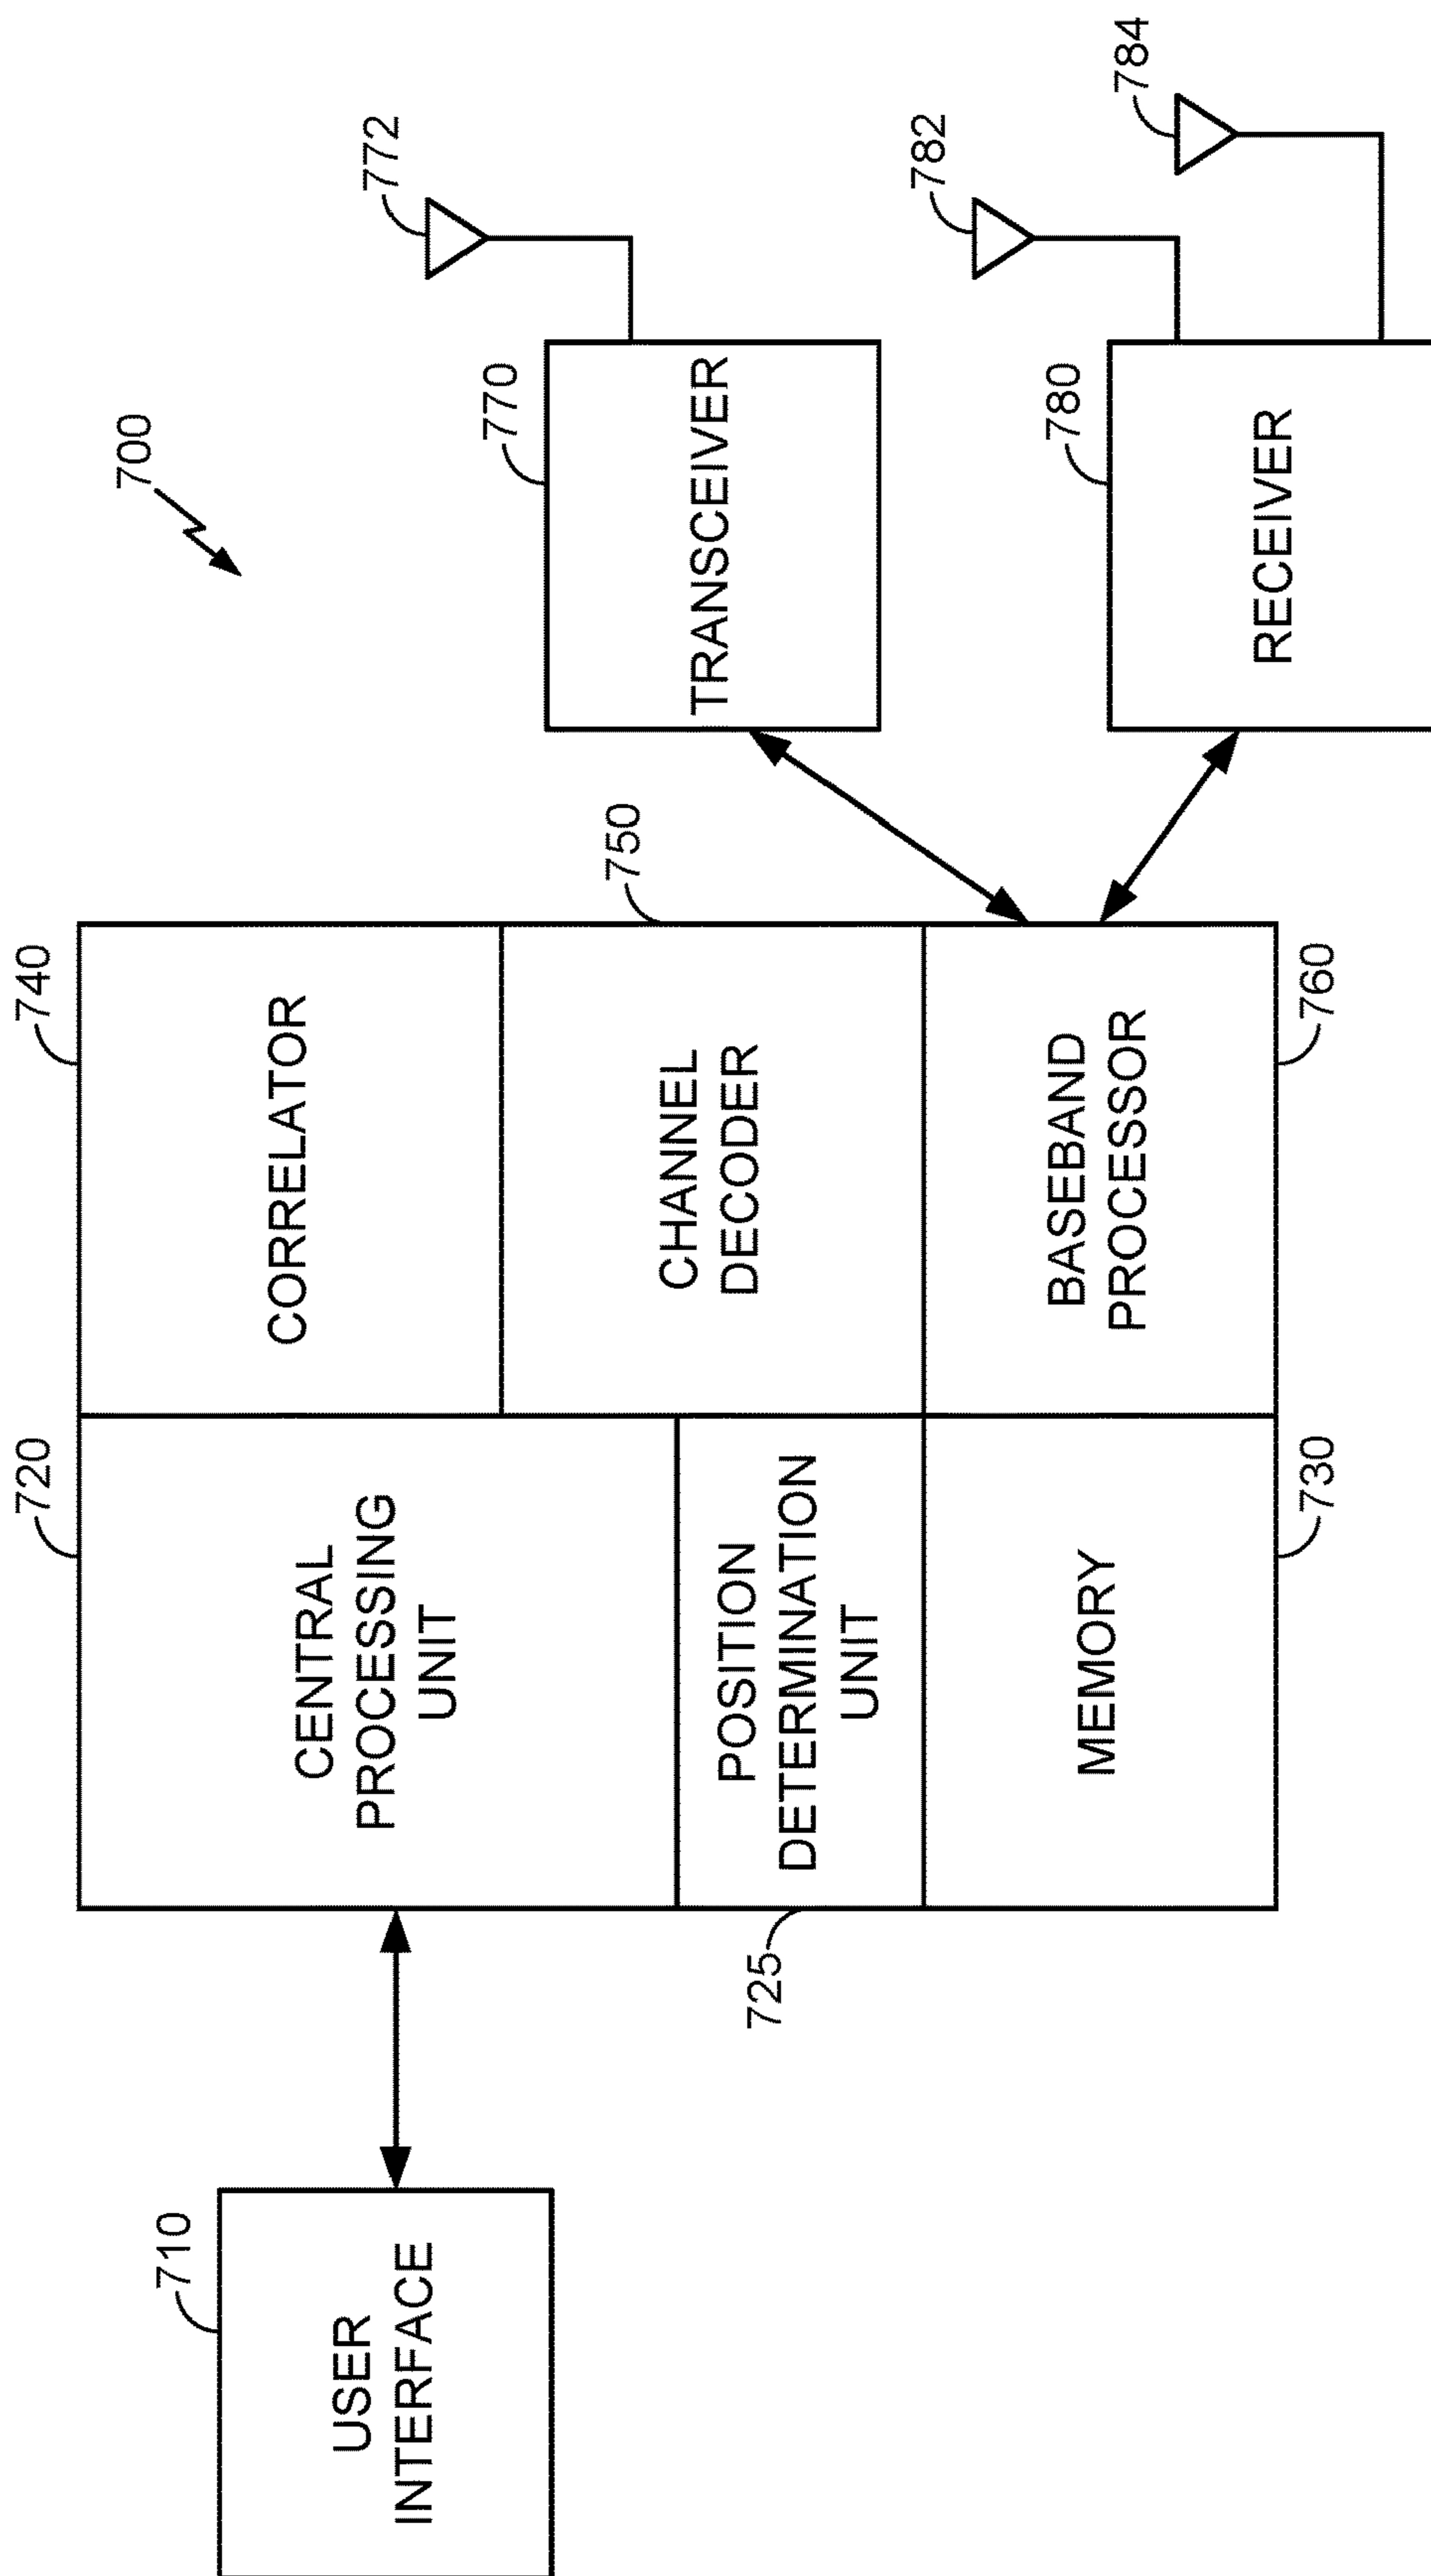 700
710
USER
INTERFACE
720
CENTRAL
PROCESSING
UNIT
725
POSITION
DETERMINATION
UNIT
MEMORY
730
740
CORRELATOR
750
CHANNEL
DECODER
BASEBAND
PROCESSOR
760
770
TRANSCEIVER
772
780
RECEIVER
782
784